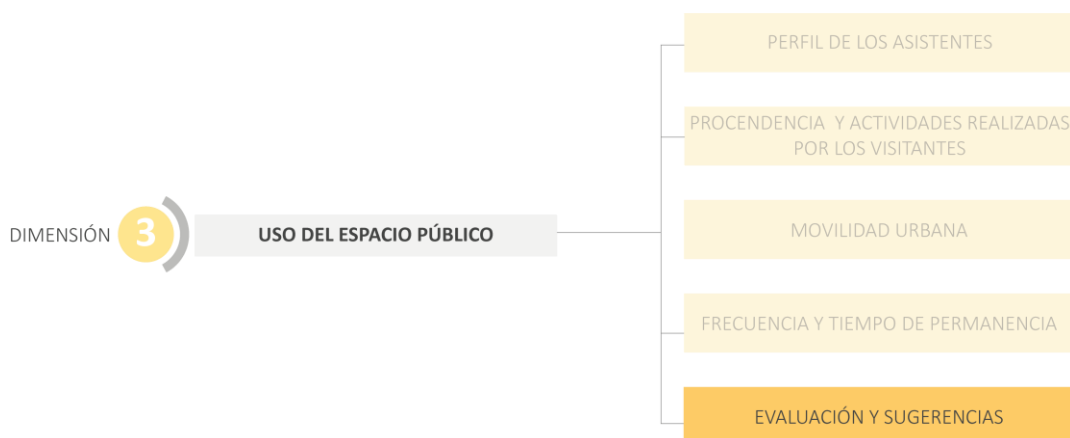 DIMENSIÓN 3 USO DEL ESPACIO PÚBLICO
PERFIL DE LOS ASISTENTES
PROCENDENCIA Y ACTIVIDADES REALIZADAS
POR LOS VISITANTES
MOVILIDAD URBANA
FRECUENCIA Y TIEMPO DE PERMANENCIA
EVALUACIÓN Y SUGERENCIAS